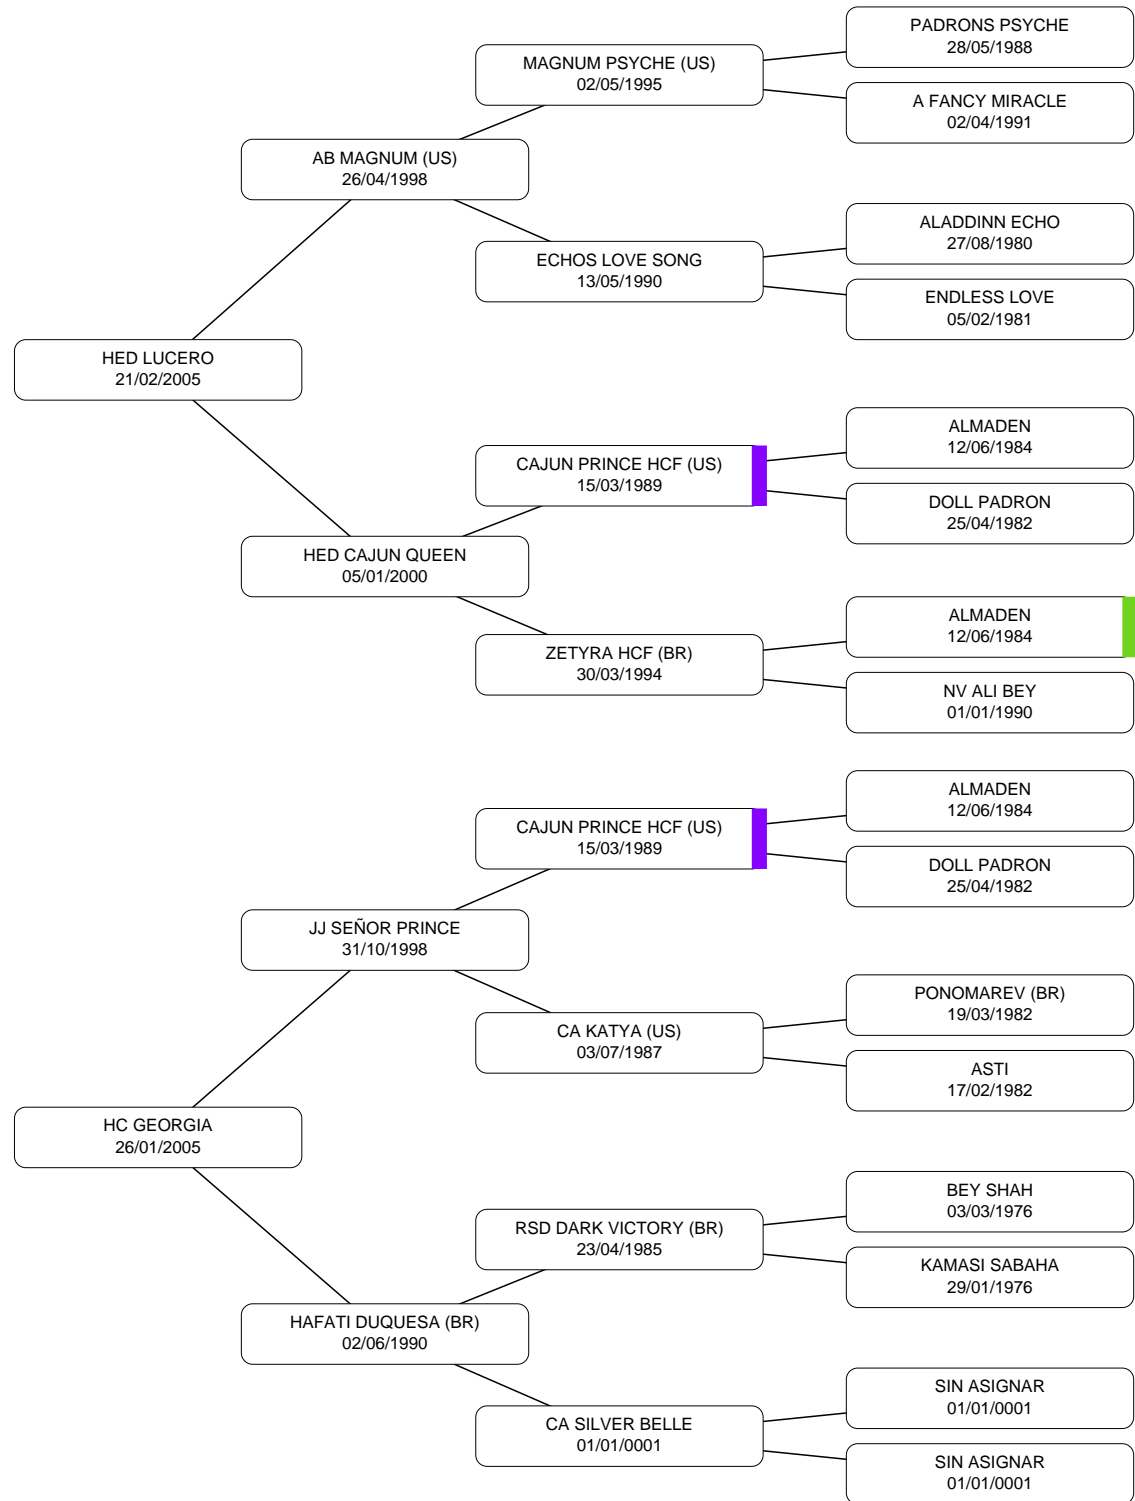 PADRONS PSYCHE
28/05/1988
MAGNUM PSYCHE (US)
02/05/1995
A FANCY MIRACLE
02/04/1991
AB MAGNUM (US)
26/04/1998
ALADDINN ECHO
27/08/1980
ECHOS LOVE SONG
13/05/1990
ENDLESS LOVE
05/02/1981
HED LUCERO
21/02/2005
ALMADEN
12/06/1984
CAJUN PRINCE HCF (US)
15/03/1989
DOLL PADRON
25/04/1982
HED CAJUN QUEEN
05/01/2000
ALMADEN
12/06/1984
ZETYRA HCF (BR)
30/03/1994
NV ALI BEY
01/01/1990
ALMADEN
12/06/1984
CAJUN PRINCE HCF (US)
15/03/1989
DOLL PADRON
25/04/1982
JJ SEÑOR PRINCE
31/10/1998
PONOMAREV (BR)
19/03/1982
CA KATYA (US)
03/07/1987
ASTI
17/02/1982
HC GEORGIA
26/01/2005
BEY SHAH
03/03/1976
RSD DARK VICTORY (BR)
23/04/1985
KAMASI SABAHA
29/01/1976
HAFATI DUQUESA (BR)
02/06/1990
SIN ASIGNAR
01/01/0001
CA SILVER BELLE
01/01/0001
SIN ASIGNAR
01/01/0001